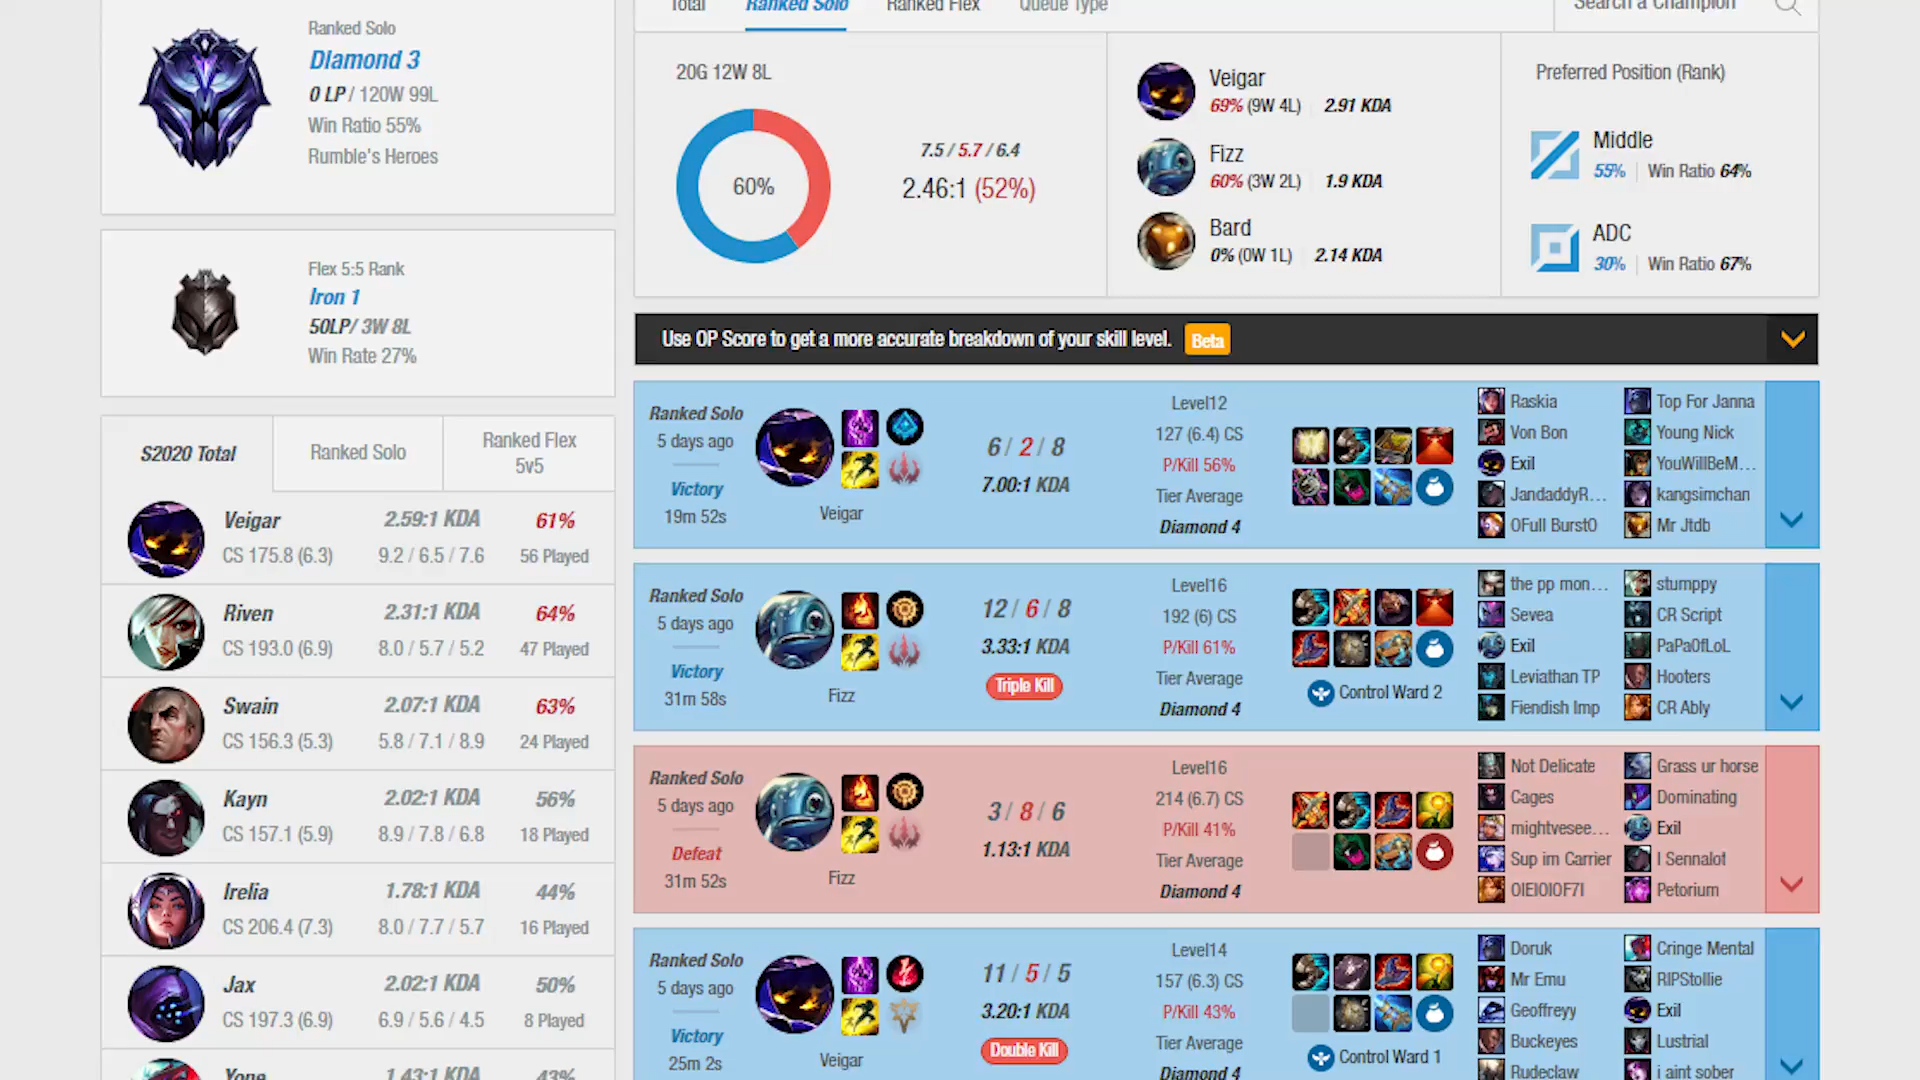 Total
Ranked Solo
Ranked Flex
Queue Type
Search a Champion
Ranked Solo
Diamond 3
0 LP / 120W 99L
Win Ratio 55%
Rumble's Heroes
Flex 5:5 Rank
Iron 1
50LP/ 3W 8L
Win Rate 27%
S2020 Total
Ranked Solo
Ranked Flex
5v5
Veigar 2.59:1 KDA 61%
CS 175.8 (6.3) 9.2 / 6.5 / 7.6 56 Played
Riven 2.31:1 KDA 64%
CS 193.0 (6.9) 8.0 / 5.7 / 5.2 47 Played
Swain 2.07:1 KDA 63%
CS 156.3 (5.3) 5.8 / 7.1 / 8.9 24 Played
Kayn 2.02:1 KDA 56%
CS 157.1 (5.9) 8.9 / 7.8 / 6.8 18 Played
Irelia 1.78:1 KDA 44%
CS 206.4 (7.3) 8.0 / 7.7 / 5.7 16 Played
Jax 2.02:1 KDA 50%
CS 197.3 (6.9) 6.9 / 5.6 / 4.5 8 Played
Yone 1.43:1 KDA 43%
20G 12W 8L
60%
7.5 / 5.7 / 6.4
2.46:1 (52%)
Veigar
69% (9W 4L) 2.91 KDA
Fizz
60% (3W 2L) 1.9 KDA
Bard
0% (0W 1L) 2.14 KDA
Preferred Position (Rank)
Middle
55% Win Ratio 64%
ADC
30% Win Ratio 67%
Use OP Score to get a more accurate breakdown of your skill level. Beta
Ranked Solo
5 days ago
Victory
19m 52s
Veigar
6 / 2 / 8
7.00:1 KDA
Level12
127 (6.4) CS
P/Kill 56%
Tier Average
Diamond 4
Raskia
Von Bon
Exil
JandaddyR...
0Full Burst0
Top For Janna
Young Nick
YouWillBeM...
kangsimchan
Mr Jtdb
Ranked Solo
5 days ago
Victory
31m 58s
Fizz
12 / 6 / 8
3.33:1 KDA
Triple Kill
Level16
192 (6) CS
P/Kill 61%
Tier Average
Diamond 4
Control Ward 2
the pp mon...
Sevea
Exil
Leviathan TP
Fiendish Imp
stumppy
CR Script
PaPaOfLoL
Hooters
CR Ably
Ranked Solo
5 days ago
Defeat
31m 52s
Fizz
3 / 8 / 6
1.13:1 KDA
Level16
214 (6.7) CS
P/Kill 41%
Tier Average
Diamond 4
Not Delicate
Cages
mightvesee...
Sup im Carrier
Grass ur horse
Dominating
Exil
I Sennalot
Petorium
Ranked Solo
5 days ago
Victory
25m 2s
Veigar
11 / 5 / 5
3.20:1 KDA
Double Kill
Level14
157 (6.3) CS
P/Kill 43%
Tier Average
Diamond 4
Control Ward 1
Doruk
Mr Emu
Geoffreyy
Buckeyes
Rudeclaw
Cringe Mental
RIPStollie
Exil
Lustrial
i aint sober